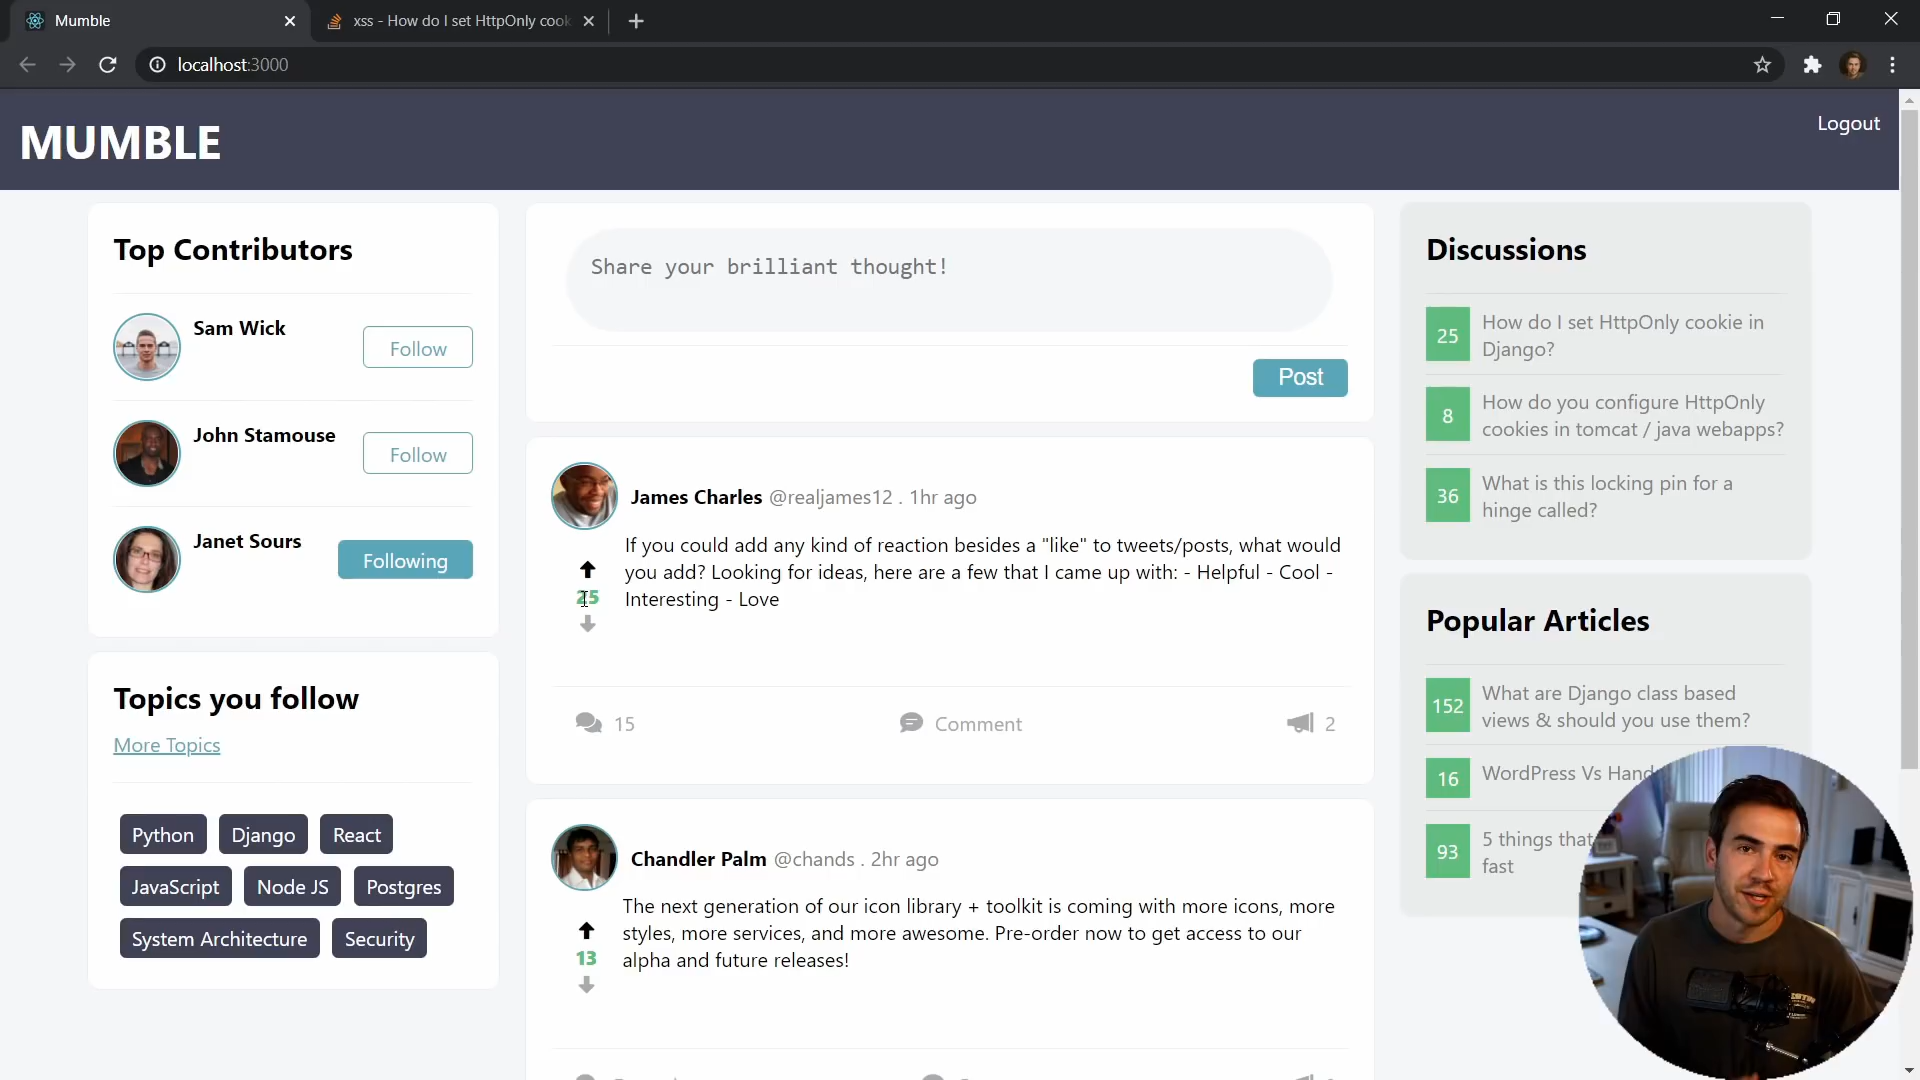 Mumble
xss - How do I set HttpOnly cook
localhost:3000
MUMBLE
Logout
Top Contributors
Sam Wick
Follow
John Stamouse
Follow
Janet Sours
Following
Topics you follow
More Topics
Python
Django
React
JavaScript
Node JS
Postgres
System Architecture
Security
Share your brilliant thought!
Post
James Charles @realjames12 . 1hr ago
If you could add any kind of reaction besides a "like" to tweets/posts, what would
you add? Looking for ideas, here are a few that I came up with: - Helpful - Cool -
Interesting - Love
25
15
Comment
2
Chandler Palm @chands . 2hr ago
The next generation of our icon library + toolkit is coming with more icons, more
styles, more services, and more awesome. Pre-order now to get access to our
alpha and future releases!
13
Discussions
25
How do I set HttpOnly cookie in
Django?
8
How do you configure HttpOnly
cookies in tomcat / java webapps?
36
What is this locking pin for a
hinge called?
Popular Articles
152
What are Django class based
views & should you use them?
16
WordPress Vs Hand
93
5 things that
fast